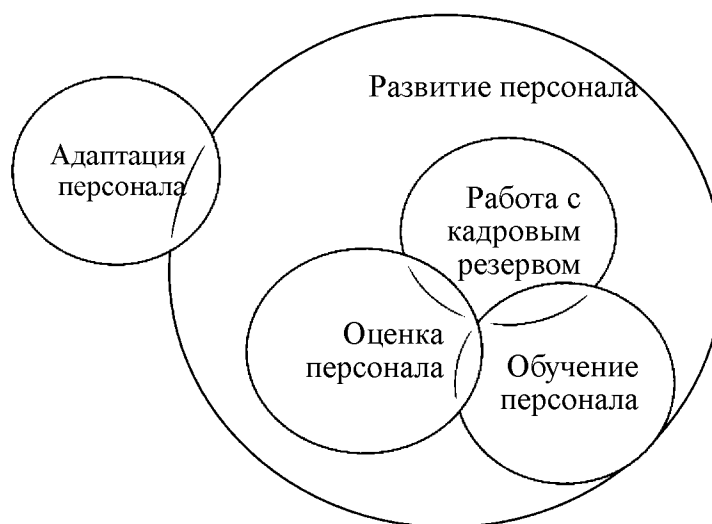 Развитие персонала
Адаптация
персонала
Работа с
кадровым
резервом
Оценка
персонала
Обучение
персонала